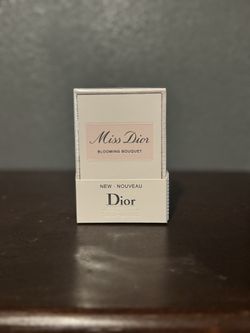 Miss Dior
BLOOMING BOUQUET
NEW - NOUVEAU
Dior